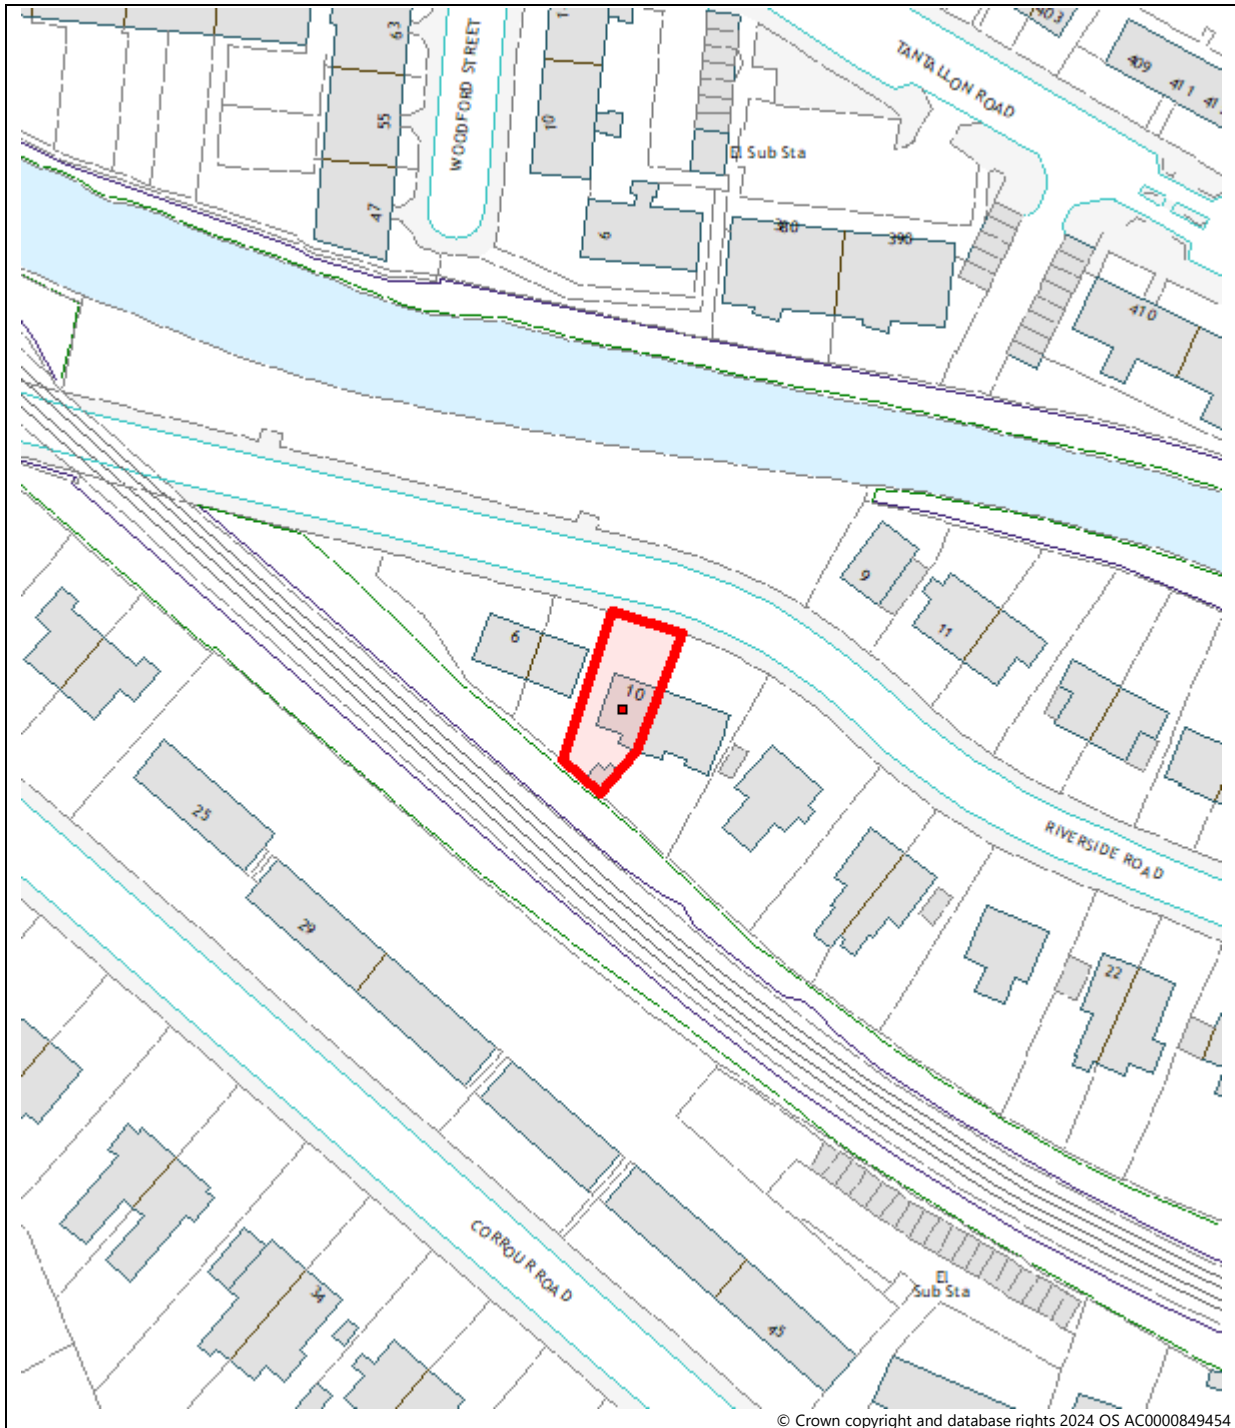 63
WOODFORD STREET
55
47
10
6
El Sub Sta
380
390
TANTALLON ROAD
403
409
411
410
9
11
6
10
RIVERSIDE ROAD
22
25
29
CORROUR ROAD
34
45
El
Sub Sta
© Crown copyright and database rights 2024 OS AC0000849454